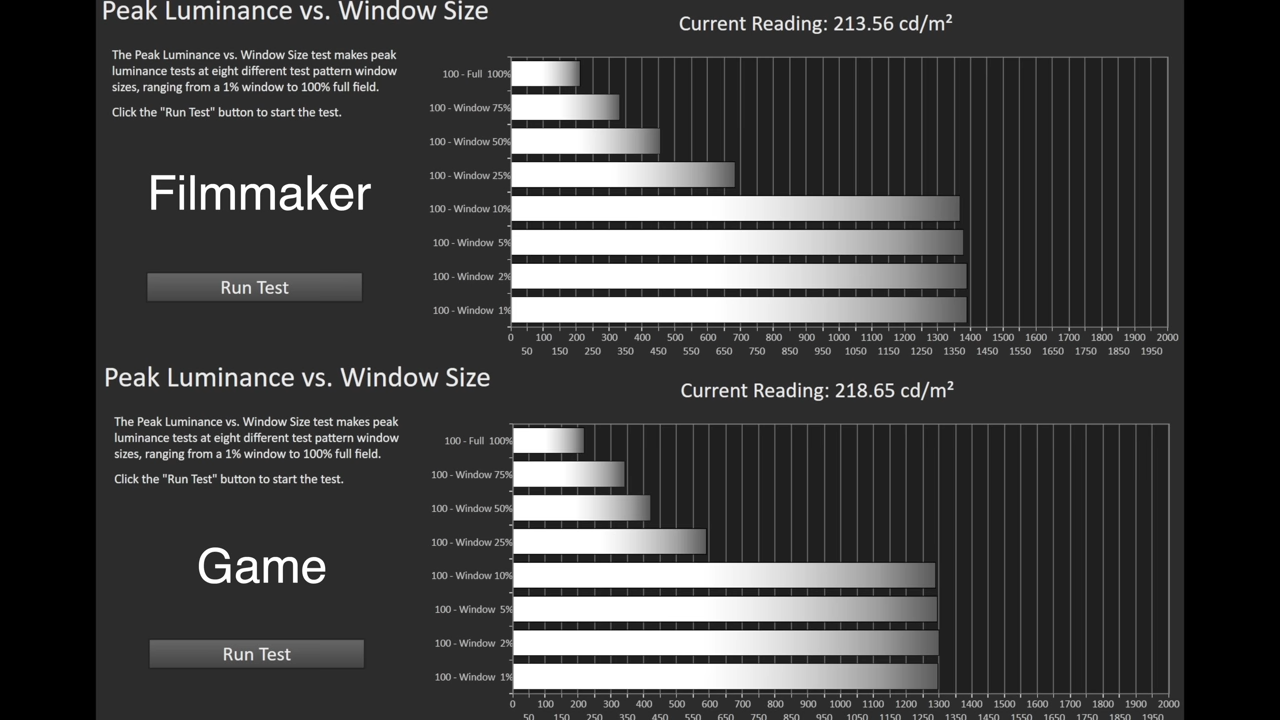 Peak Luminance vs. Window Size
Current Reading: 213.56 cd/m²
The Peak Luminance vs. Window Size test makes peak
luminance tests at eight different test pattern window
sizes, ranging from a 1% window to 100% full field.
Click the "Run Test" button to start the test.
Filmmaker
Run Test
100 - Full 100%
100 - Window 75%
100 - Window 50%
100 - Window 25%
100 - Window 10%
100 - Window 5%
100 - Window 2%
100 - Window 1%
0 100 200 300 400 500 600 700 800 900 1000 1100 1200 1300 1400 1500 1600 1700 1800 1900 2000
50 150 250 350 450 550 650 750 850 950 1050 1150 1250 1350 1450 1550 1650 1750 1850 1950
Peak Luminance vs. Window Size
Current Reading: 218.65 cd/m²
The Peak Luminance vs. Window Size test makes peak
luminance tests at eight different test pattern window
sizes, ranging from a 1% window to 100% full field.
Click the "Run Test" button to start the test.
Game
Run Test
100 - Full 100%
100 - Window 75%
100 - Window 50%
100 - Window 25%
100 - Window 10%
100 - Window 5%
100 - Window 2%
100 - Window 1%
0 100 200 300 400 500 600 700 800 900 1000 1100 1200 1300 1400 1500 1600 1700 1800 1900 2000
50 150 250 350 450 550 650 750 850 950 1050 1150 1250 1350 1450 1550 1650 1750 1850 1950